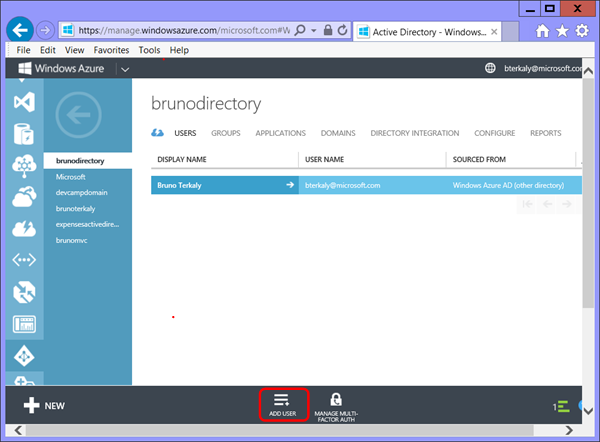 https://manage.windowsazure.com/microsoft.com#W
Active Directory - Windows...
File Edit View Favorites Tools Help
Windows Azure
bterkaly@microsoft.com
brunodirectory
USERS GROUPS APPLICATIONS DOMAINS DIRECTORY INTEGRATION CONFIGURE REPORTS
DISPLAY NAME USER NAME SOURCED FROM
Bruno Terkaly bterkaly@microsoft.com Windows Azure AD (other directory)
brunodirectory
Microsoft
devcampdomain
brunoterkaly
expensesactivedire...
brunomvc
NEW
ADD USER
MANAGE MULTI-
FACTOR AUTH
1